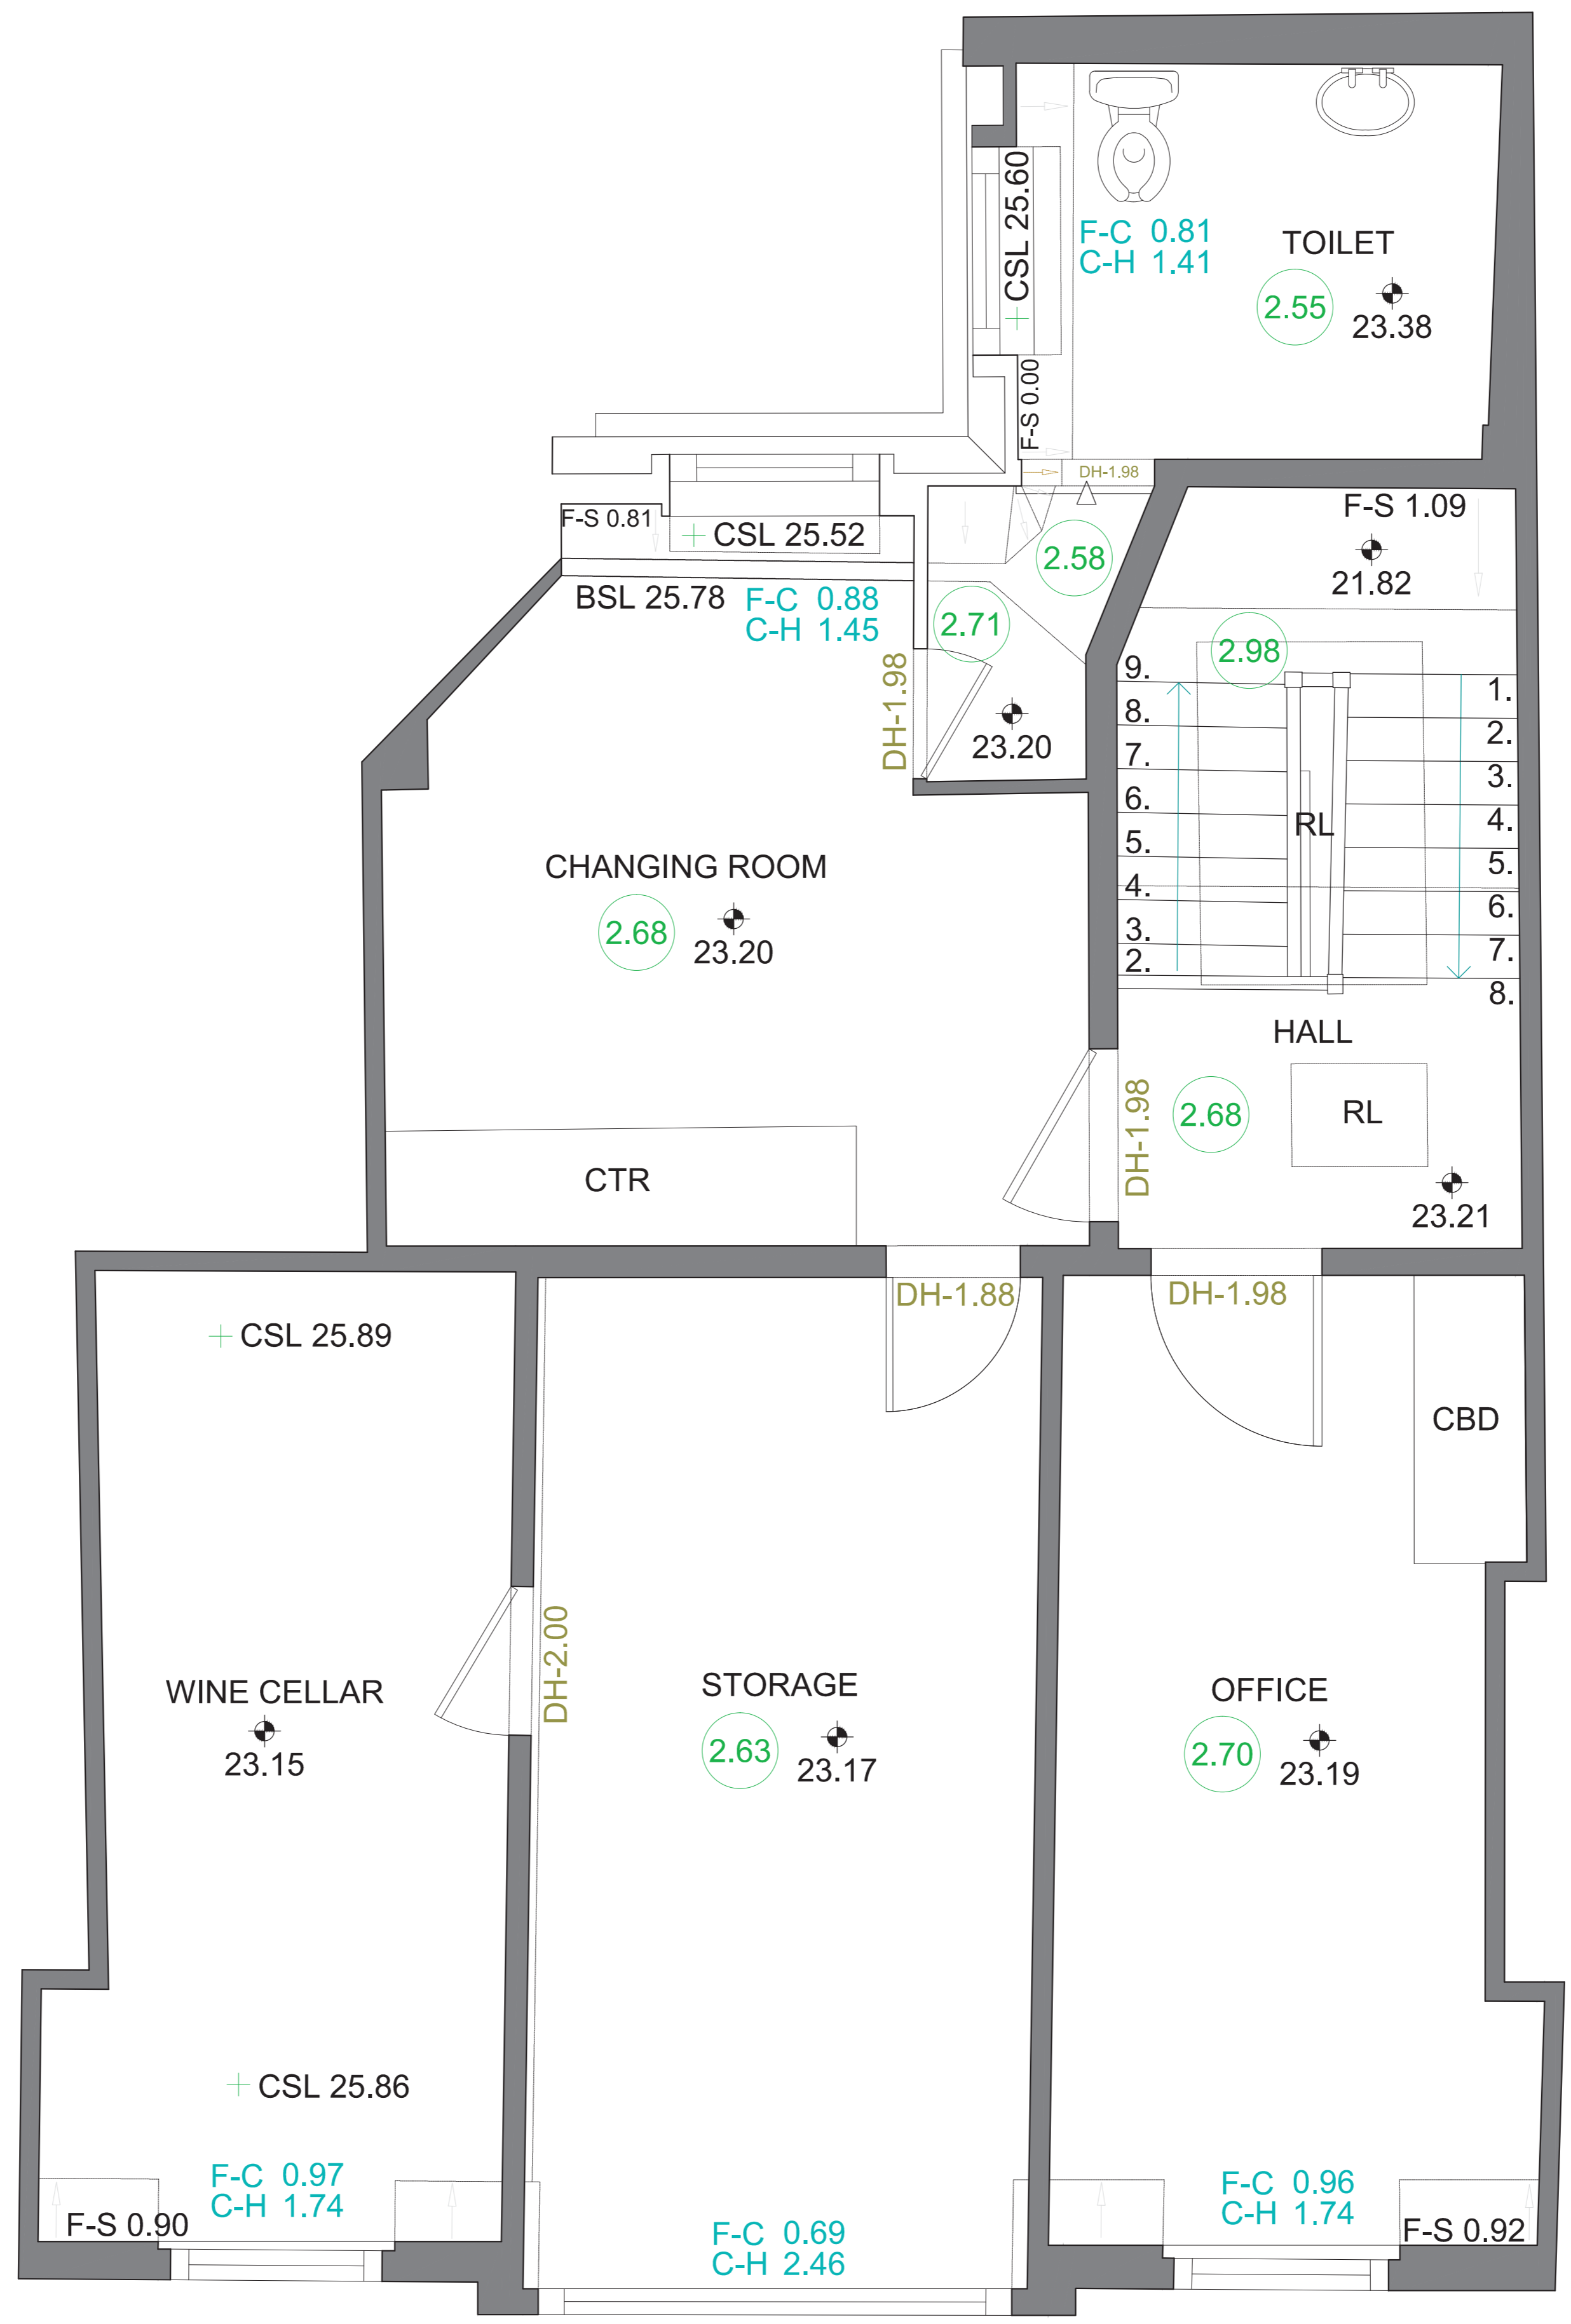 CSL 25.60
F-C 0.81
C-H 1.41
TOILET
2.55
23.38
F-S 0.00
DH-1.98
F-S 0.81
CSL 25.52
2.58
F-S 1.09
21.82
BSL 25.78
F-C 0.88
C-H 1.45
2.71
2.98
DH-1.98
23.20
9.
8.
7.
6.
5.
4.
3.
2.
RL
1.
2.
3.
4.
5.
6.
7.
8.
CHANGING ROOM
2.68
23.20
HALL
2.68
RL
DH-1.98
23.21
CTR
DH-1.88
DH-1.98
CSL 25.89
CBD
DH-2.00
WINE CELLAR
23.15
STORAGE
2.63
23.17
OFFICE
2.70
23.19
CSL 25.86
F-C 0.97
C-H 1.74
F-S 0.90
F-C 0.69
C-H 2.46
F-C 0.96
C-H 1.74
F-S 0.92